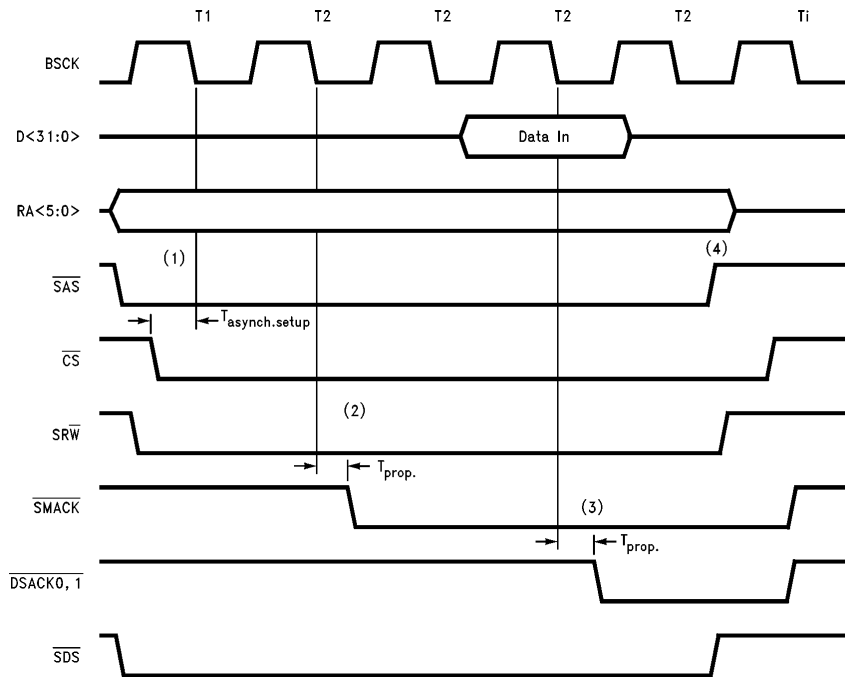 T1 T2 T2 T2 T2 Ti
BSCK
D<31:0> Data In
RA<5:0>
(1) (4)
SAS
Tasynch.setup
CS
(2)
SRW
Tprop.
SMACK
(3)
Tprop.
DSACK0,1
SDS